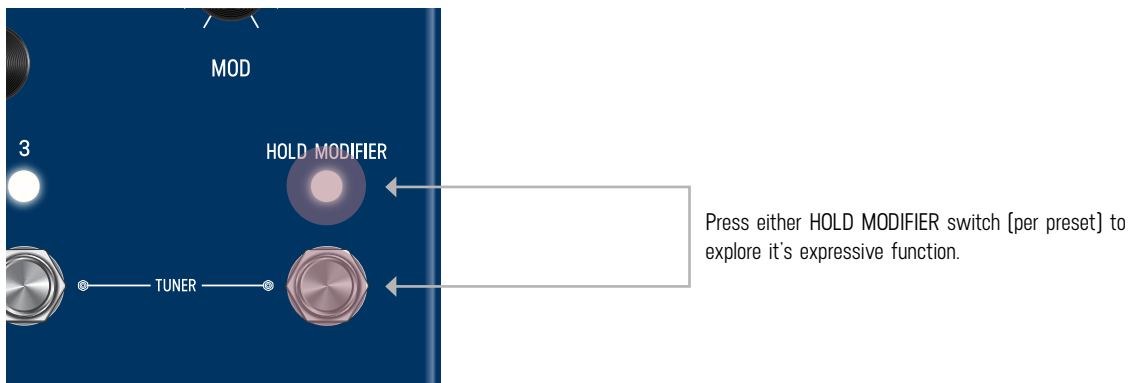 MOD
3
HOLD MODIFIER
TUNER
Press either HOLD MODIFIER switch (per preset) to
explore it's expressive function.